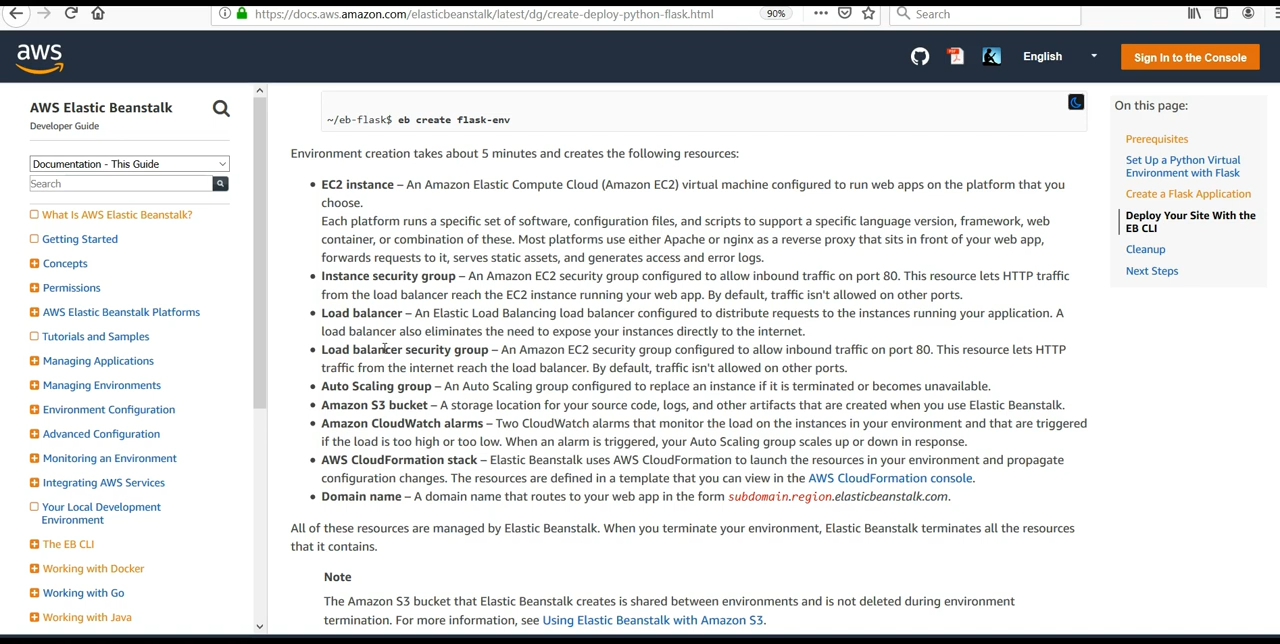 https://docs.aws.amazon.com/elasticbeanstalk/latest/dg/create-deploy-python-flask.html
90%
Search
aws
English
Sign In to the Console
AWS Elastic Beanstalk
Developer Guide
Documentation - This Guide
Search
What Is AWS Elastic Beanstalk?
Getting Started
Concepts
Permissions
AWS Elastic Beanstalk Platforms
Tutorials and Samples
Managing Applications
Managing Environments
Environment Configuration
Advanced Configuration
Monitoring an Environment
Integrating AWS Services
Your Local Development
Environment
The EB CLI
Working with Docker
Working with Go
Working with Java
~/eb-flask$ eb create flask-env
Environment creation takes about 5 minutes and creates the following resources:
• EC2 instance – An Amazon Elastic Compute Cloud (Amazon EC2) virtual machine configured to run web apps on the platform that you
choose.
Each platform runs a specific set of software, configuration files, and scripts to support a specific language version, framework, web
container, or combination of these. Most platforms use either Apache or nginx as a reverse proxy that sits in front of your web app,
forwards requests to it, serves static assets, and generates access and error logs.
• Instance security group – An Amazon EC2 security group configured to allow inbound traffic on port 80. This resource lets HTTP traffic
from the load balancer reach the EC2 instance running your web app. By default, traffic isn't allowed on other ports.
• Load balancer – An Elastic Load Balancing load balancer configured to distribute requests to the instances running your application. A
load balancer also eliminates the need to expose your instances directly to the internet.
• Load balancer security group – An Amazon EC2 security group configured to allow inbound traffic on port 80. This resource lets HTTP
traffic from the internet reach the load balancer. By default, traffic isn't allowed on other ports.
• Auto Scaling group – An Auto Scaling group configured to replace an instance if it is terminated or becomes unavailable.
• Amazon S3 bucket – A storage location for your source code, logs, and other artifacts that are created when you use Elastic Beanstalk.
• Amazon CloudWatch alarms – Two CloudWatch alarms that monitor the load on the instances in your environment and that are triggered
if the load is too high or too low. When an alarm is triggered, your Auto Scaling group scales up or down in response.
• AWS CloudFormation stack – Elastic Beanstalk uses AWS CloudFormation to launch the resources in your environment and propagate
configuration changes. The resources are defined in a template that you can view in the AWS CloudFormation console.
• Domain name – A domain name that routes to your web app in the form subdomain.region.elasticbeanstalk.com.
All of these resources are managed by Elastic Beanstalk. When you terminate your environment, Elastic Beanstalk terminates all the resources
that it contains.
Note
The Amazon S3 bucket that Elastic Beanstalk creates is shared between environments and is not deleted during environment
termination. For more information, see Using Elastic Beanstalk with Amazon S3.
On this page:
Prerequisites
Set Up a Python Virtual
Environment with Flask
Create a Flask Application
Deploy Your Site With the
EB CLI
Cleanup
Next Steps